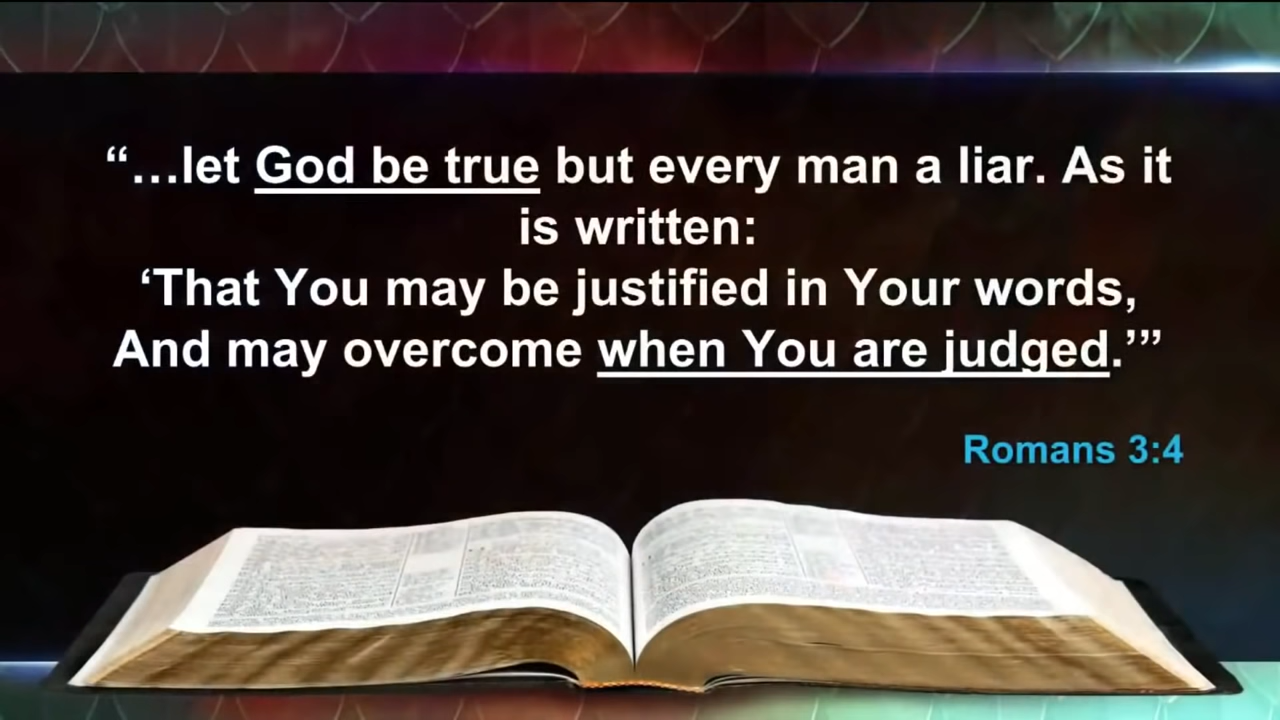 “…let God be true but every man a liar. As it
is written:
‘That You may be justified in Your words,
And may overcome when You are judged.’”
Romans 3:4